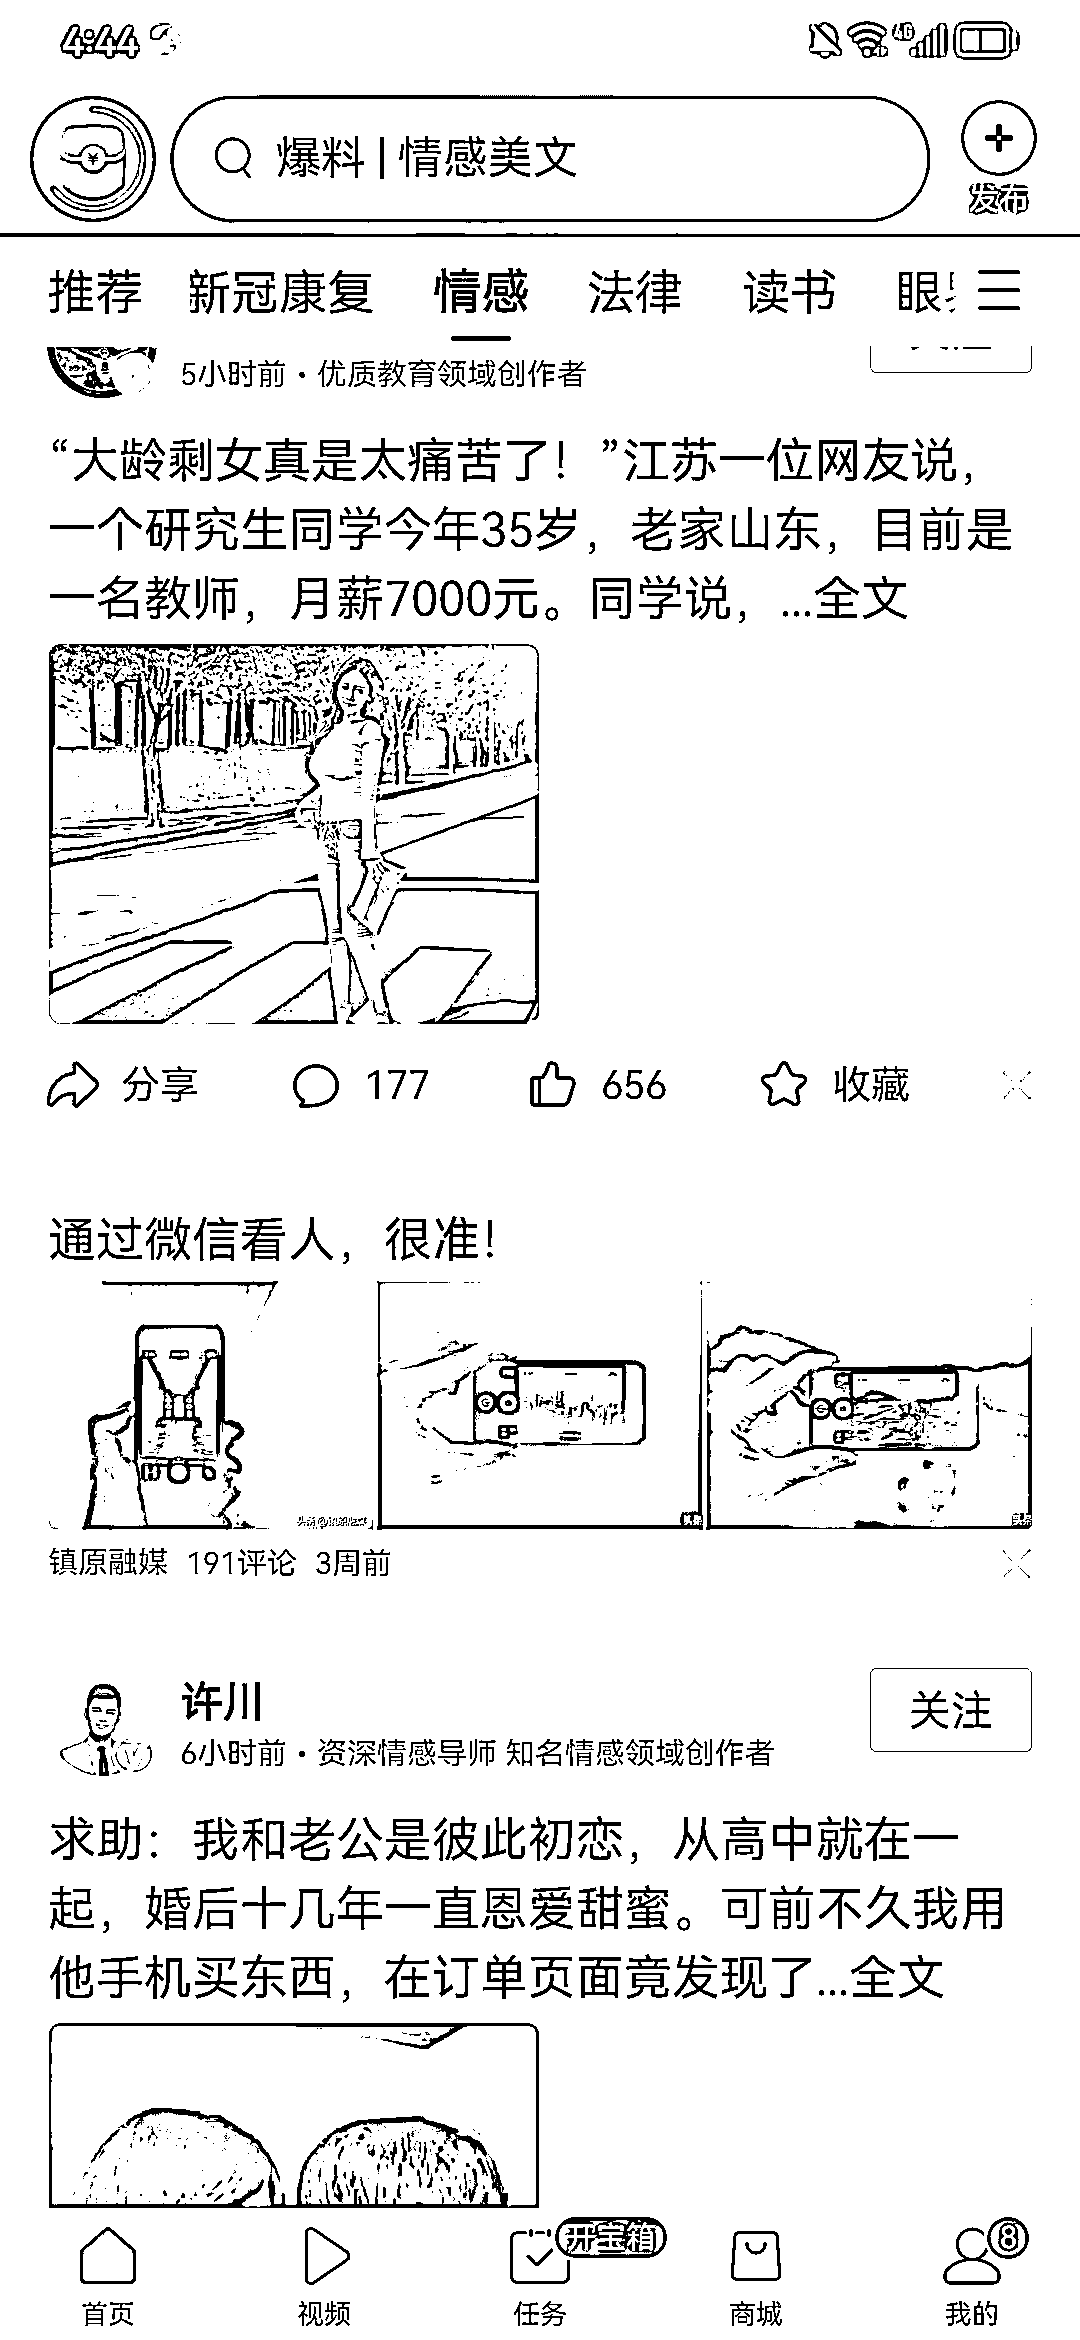 4:44
4G
爆料 | 情感美文
发布
推荐 新冠康复 情感 法律 读书 眼
5小时前·优质教育领域创作者
“大龄剩女真是太痛苦了！”江苏一位网友说，
一个研究生同学今年35岁，老家山东，目前是
一名教师，月薪7000元。同学说，...全文
分享 177 656 收藏
通过微信看人，很准！
镇原融媒 191评论 3周前
许川
关注
6小时前·资深情感导师 知名情感领域创作者
求助：我和老公是彼此初恋，从高中就在一
起，婚后十几年一直恩爱甜蜜。可前不久我用
他手机买东西，在订单页面竟发现了...全文
开宝箱
8
首页 视频 任务 商城 我的